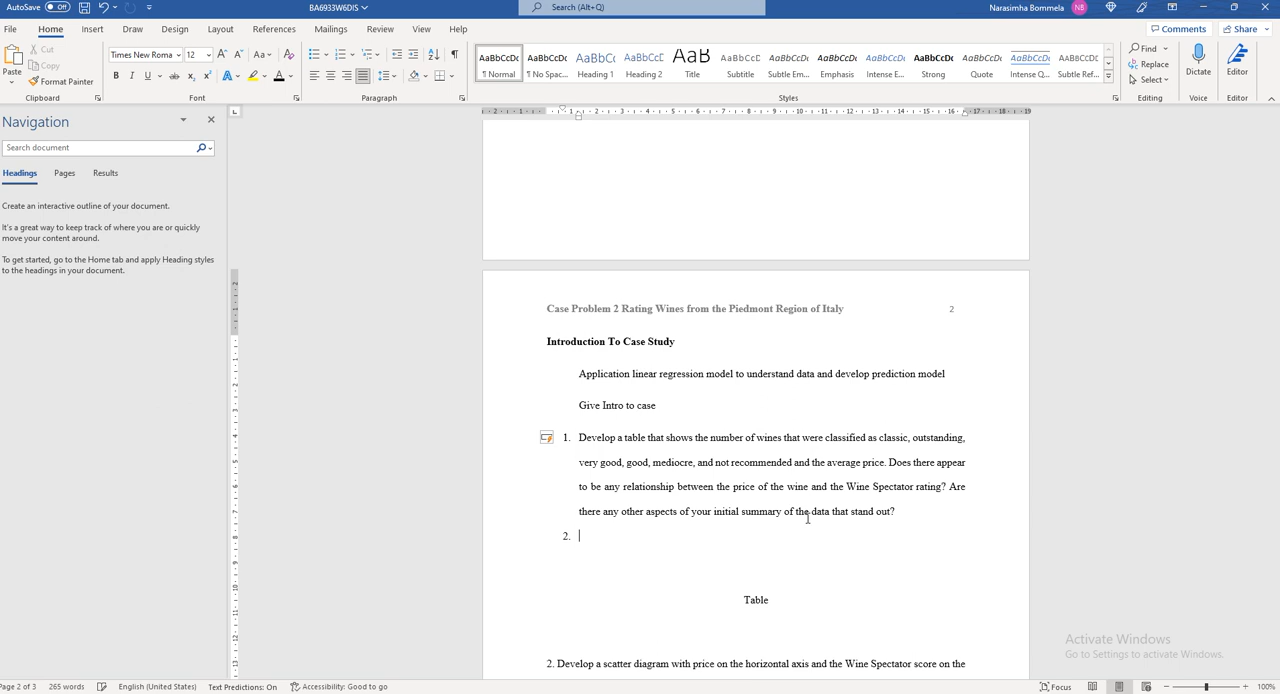 AutoSave Off
BA6933W6DIS
Search (Alt+Q)
Narasimha Bommela NB
File Home Insert Draw Design Layout References Mailings Review View Help
Comments Share
Paste
Cut
Copy
Format Painter
Clipboard
Times New Roma 12
Font
Paragraph
AaBbCcDc AaBbCcDc AaBbC AaBbCcD AaB AaBbCcD AaBbCcDc AaBbCcDc AaBbCcDc AaBbCcDc AaBbCcDc AaBbCcDc AaBbCcDc
¶ Normal ¶ No Spac... Heading 1 Heading 2 Title Subtitle Subtle Em... Emphasis Intense E... Strong Quote Intense Q... Subtle Ref...
Styles
Find
Replace
Select
Editing
Dictate
Voice
Editor
Editor
Navigation
Search document
Headings Pages Results
Create an interactive outline of your document.
It's a great way to keep track of where you are or quickly
move your content around.
To get started, go to the Home tab and apply Heading styles
to the headings in your document.
Case Problem 2 Rating Wines from the Piedmont Region of Italy 2
Introduction To Case Study
Application linear regression model to understand data and develop prediction model
Give Intro to case
1. Develop a table that shows the number of wines that were classified as classic, outstanding,
very good, good, mediocre, and not recommended and the average price. Does there appear
to be any relationship between the price of the wine and the Wine Spectator rating? Are
there any other aspects of your initial summary of the data that stand out?
2.
Table
2. Develop a scatter diagram with price on the horizontal axis and the Wine Spectator score on the
Activate Windows
Go to Settings to activate Windows.
Page 2 of 3 265 words English (United States) Text Predictions: On Accessibility: Good to go Focus 100%